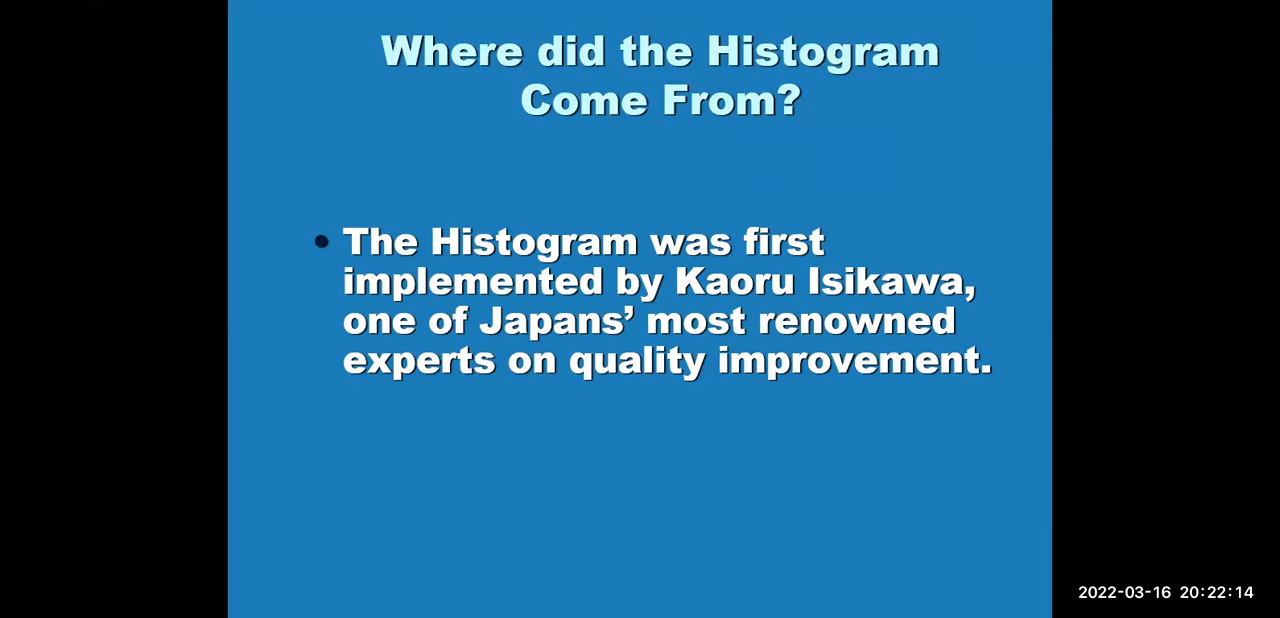 Where did the Histogram
Come From?
• The Histogram was first
implemented by Kaoru Isikawa,
one of Japans’ most renowned
experts on quality improvement.
2022-03-16 20:22:14